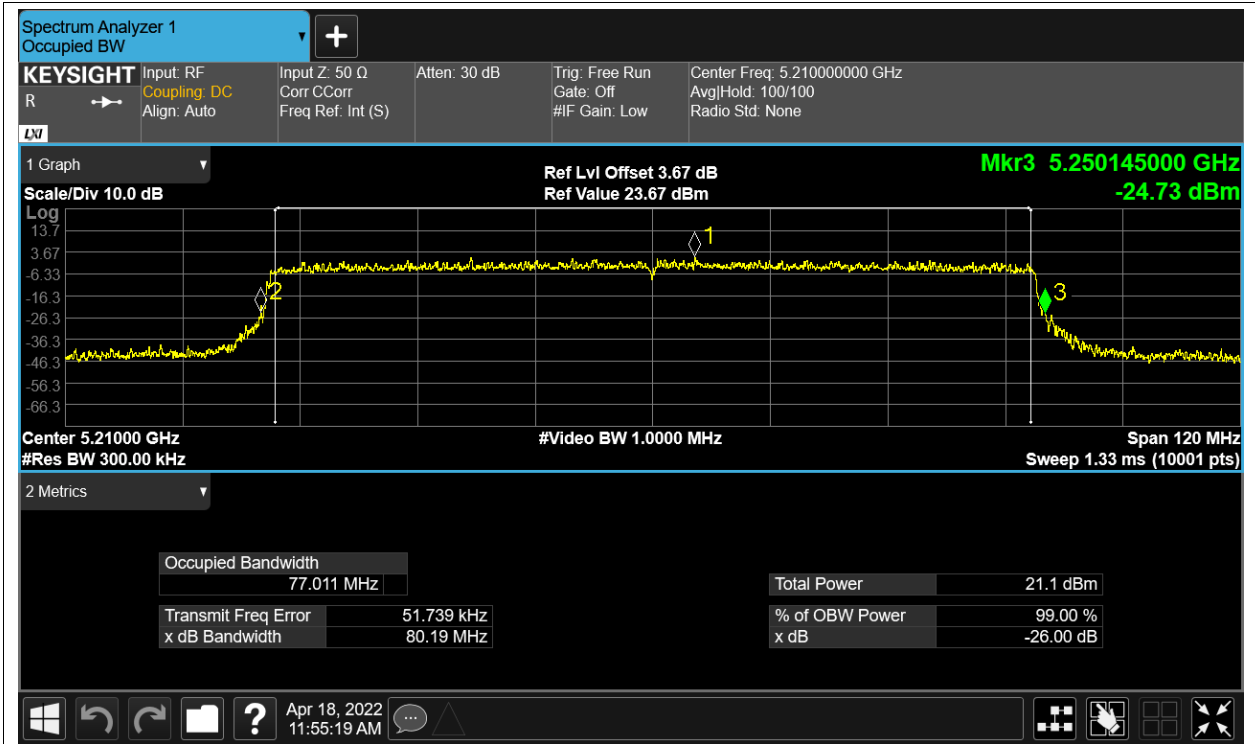 Spectrum Analyzer 1
Occupied BW
KEYSIGHT Input: RF Input Z: 50 Ω Atten: 30 dB Trig: Free Run Center Freq: 5.210000000 GHz
R Coupling: DC Corr CCorr Gate: Off Avg|Hold: 100/100
Align: Auto Freq Ref: Int (S) #IF Gain: Low Radio Std: None
LXI
1 Graph Ref Lvl Offset 3.67 dB Mkr3 5.250145000 GHz
Scale/Div 10.0 dB Ref Value 23.67 dBm -24.73 dBm
Log
13.7
1
3.67
-6.33
2
3
-16.3
-26.3
-36.3
-46.3
-56.3
-66.3
Center 5.21000 GHz #Video BW 1.0000 MHz Span 120 MHz
#Res BW 300.00 kHz Sweep 1.33 ms (10001 pts)
2 Metrics
Occupied Bandwidth
77.011 MHz Total Power 21.1 dBm
Transmit Freq Error 51.739 kHz % of OBW Power 99.00 %
x dB Bandwidth 80.19 MHz x dB -26.00 dB
? Apr 18, 2022
11:55:19 AM